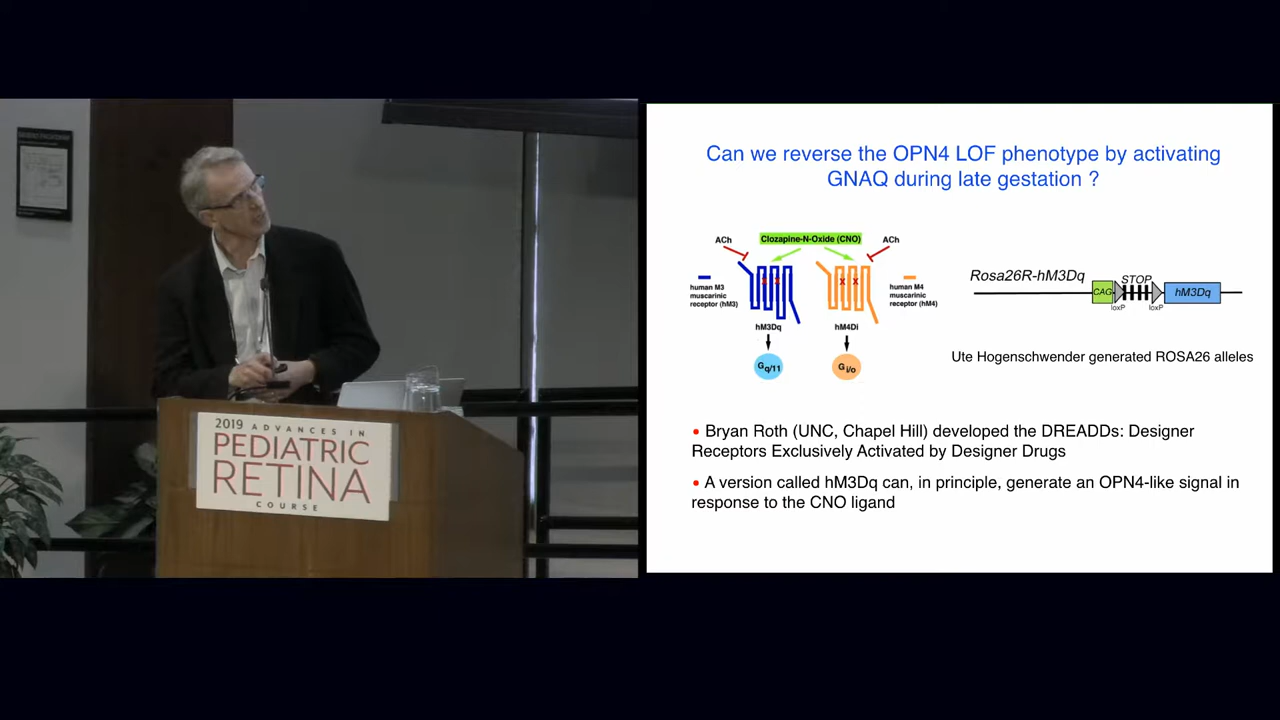 2019 ADVANCES IN
PEDIATRIC
RETINA
COURSE
Can we reverse the OPN4 LOF phenotype by activating
GNAQ during late gestation ?
ACh
Clozapine-N-Oxide (CNO)
ACh
human M3
muscarinic
receptor (hM3)
x x
x x
human M4
muscarinic
receptor (hM4)
hM3Dq
hM4Di
Gq/11
Gi/o
Rosa26R-hM3Dq
STOP
CAG
hM3Dq
loxP
loxP
Ute Hogenschwender generated ROSA26 alleles
• Bryan Roth (UNC, Chapel Hill) developed the DREADDs: Designer
Receptors Exclusively Activated by Designer Drugs
• A version called hM3Dq can, in principle, generate an OPN4-like signal in
response to the CNO ligand